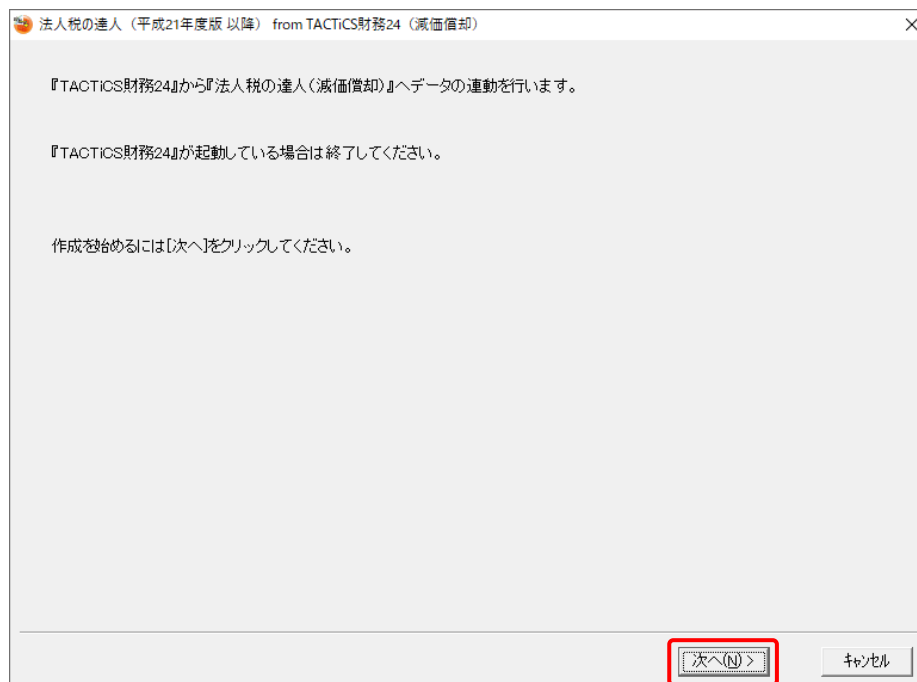 法人税の達人（平成21年度版 以降） from TACTiCS財務24（減価償却）
『TACTiCS財務24』から『法人税の達人（減価償却）』へデータの連動を行います。
『TACTiCS財務24』が起動している場合は終了してください。
作成を始めるには[次へ]をクリックしてください。
次へ(N) >
ｷｬﾝｾﾙ